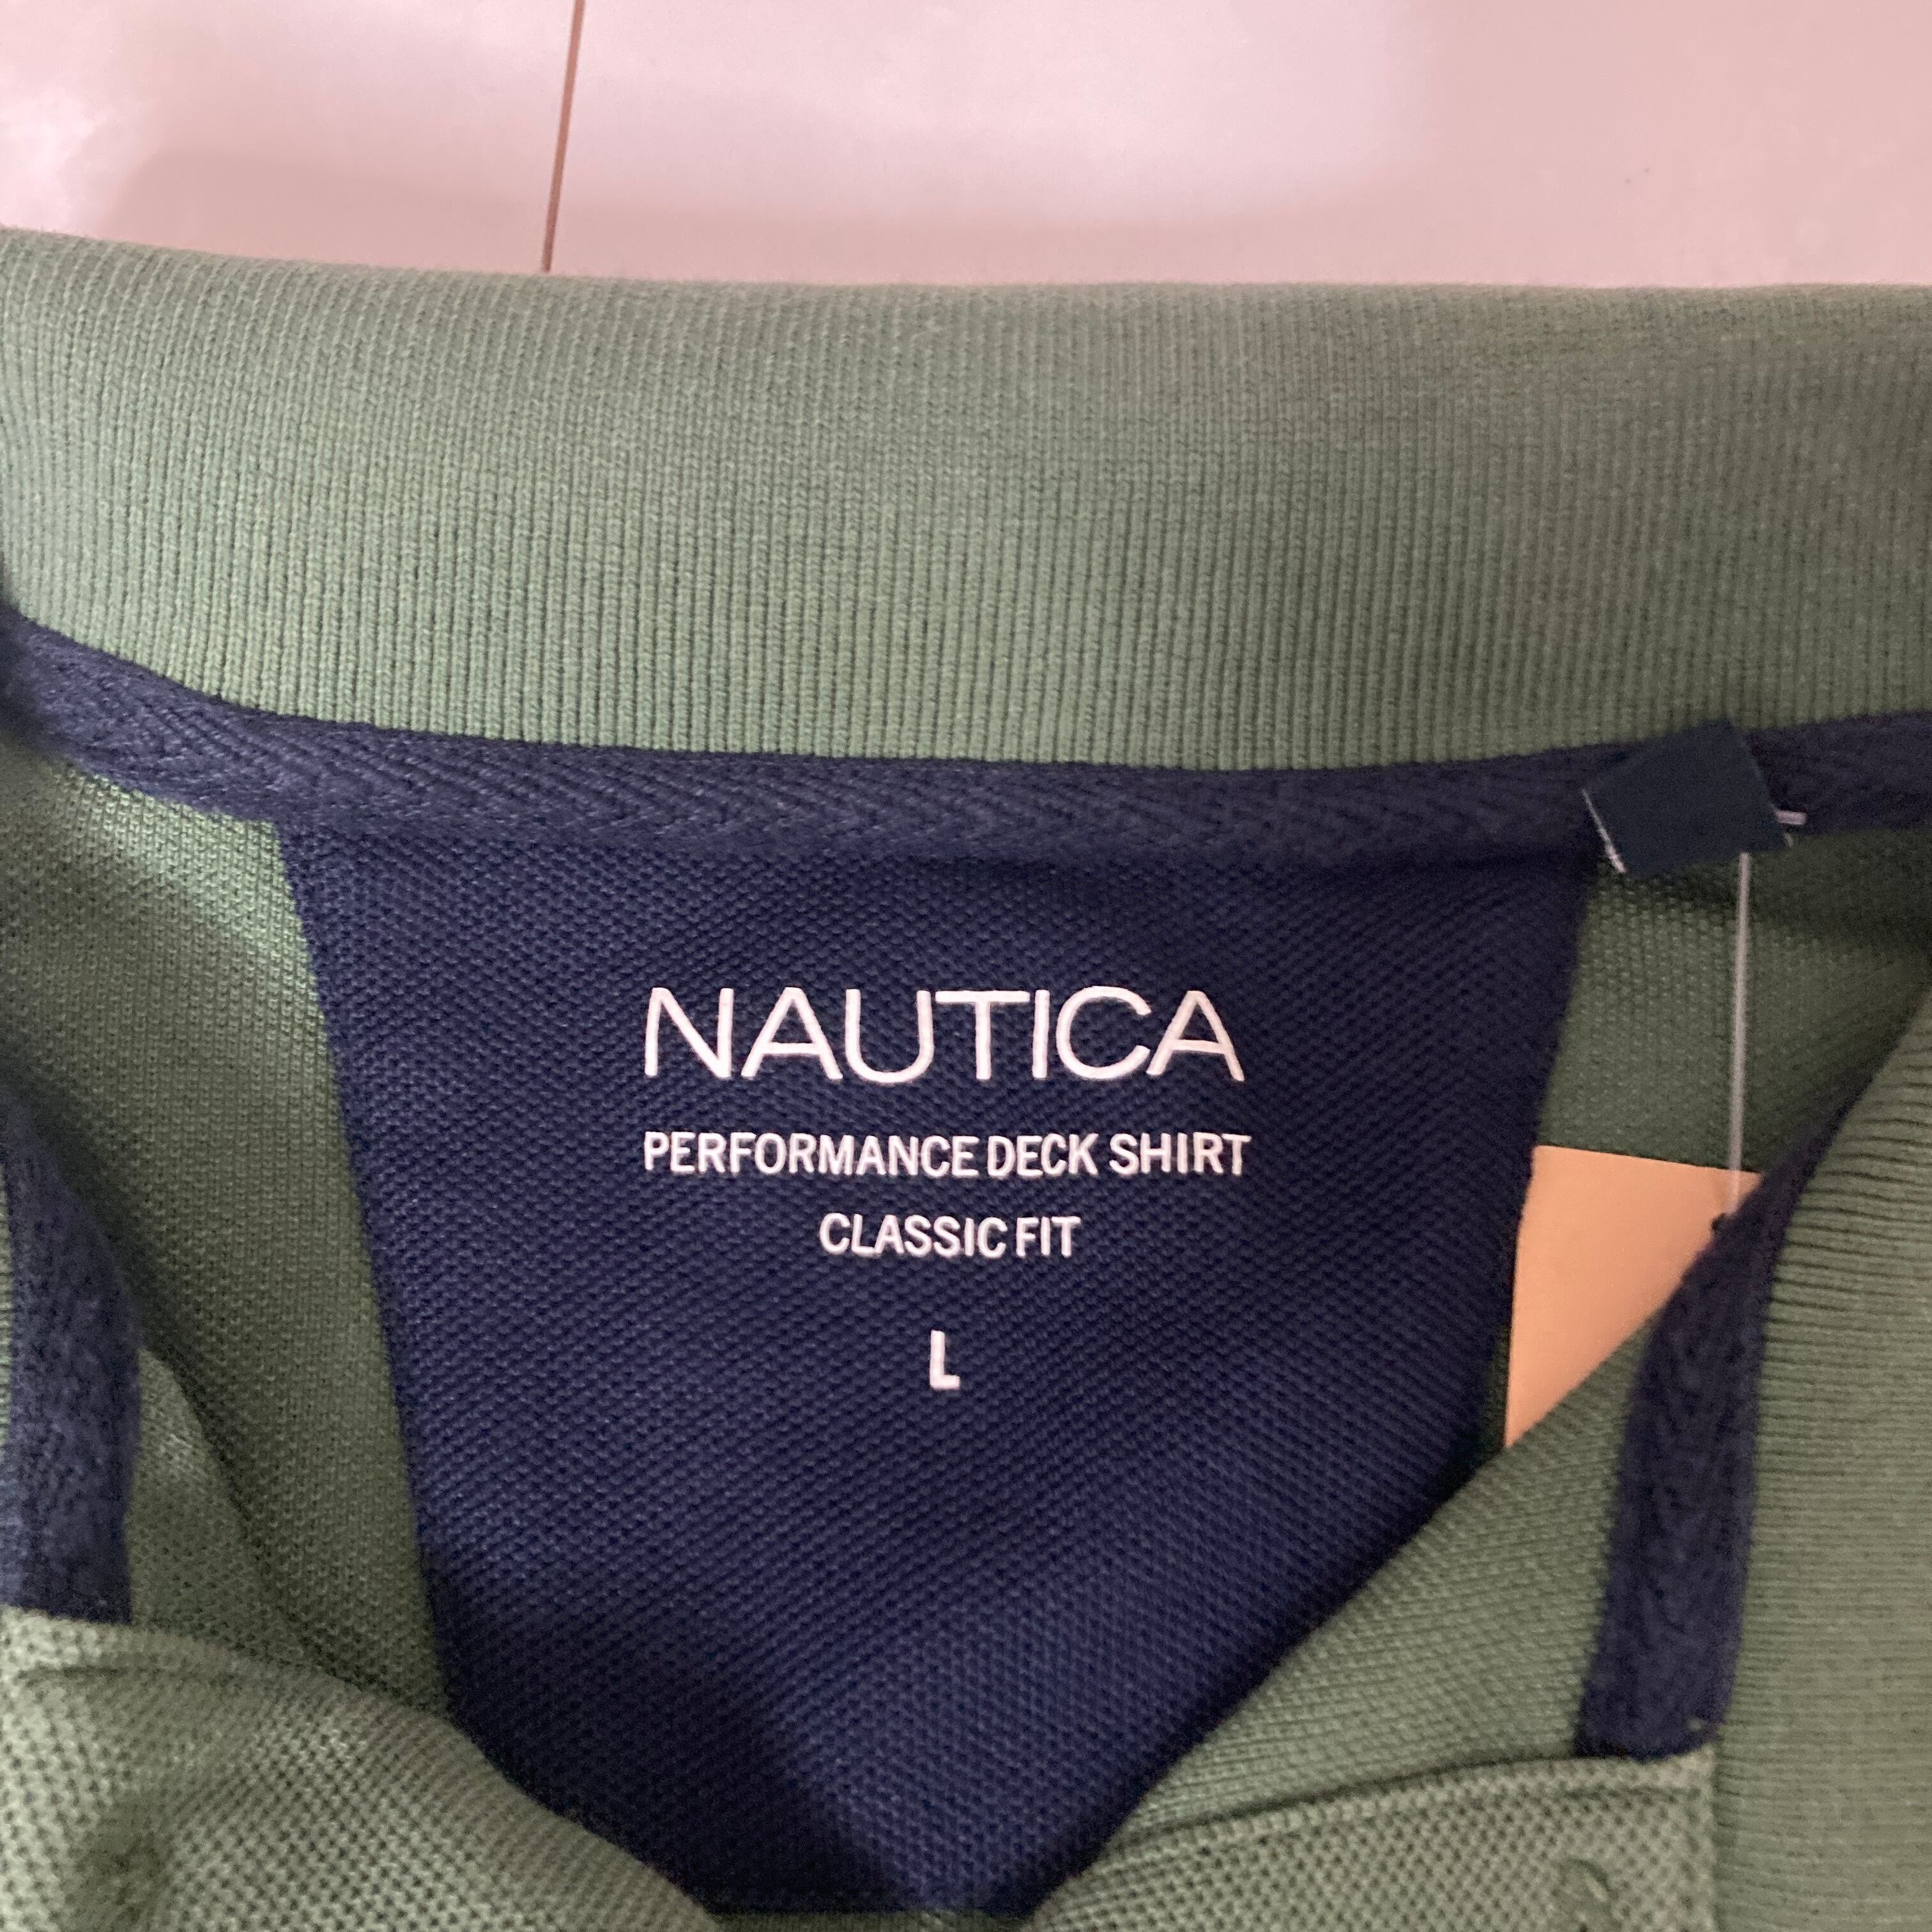 NAUTICA
PERFORMANCE DECK SHIRT
CLASSIC FIT
L